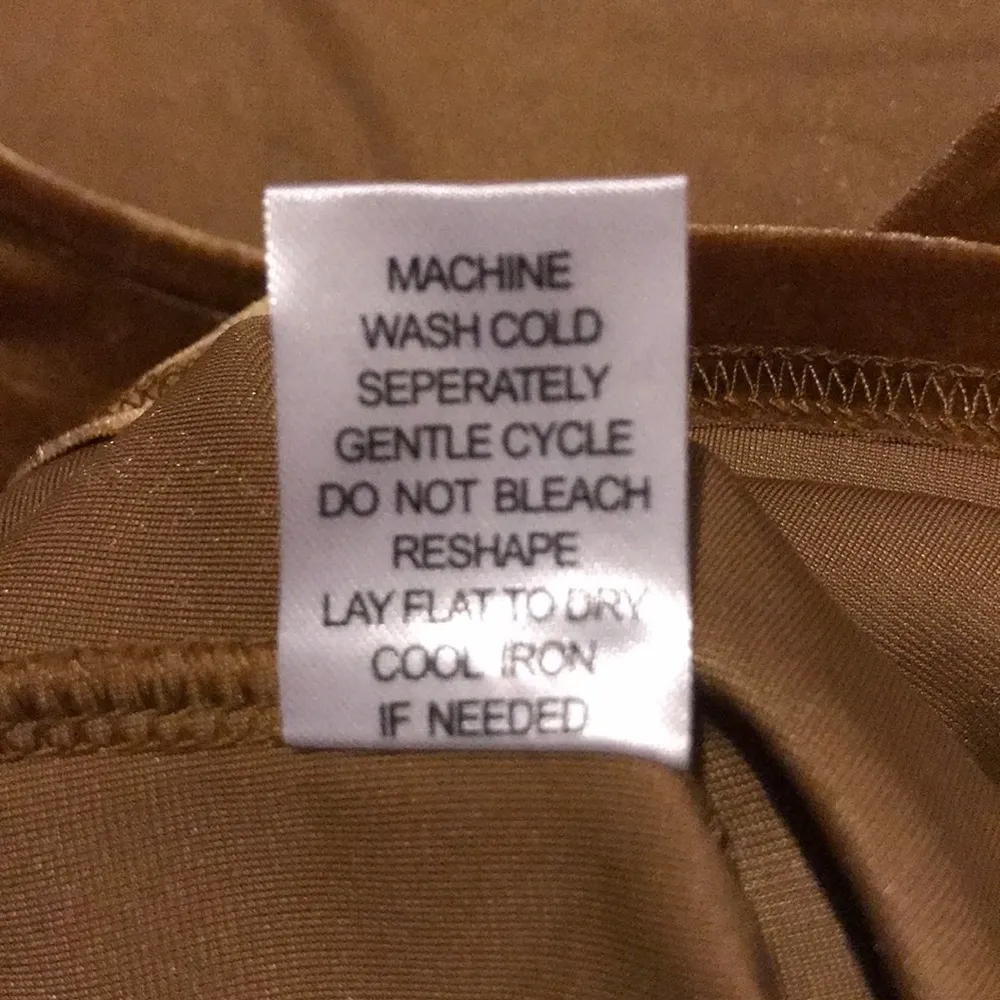 MACHINE
WASH COLD
SEPERATELY
GENTLE CYCLE
DO NOT BLEACH
RESHAPE
LAY FLAT TO DRY
COOL IRON
IF NEEDED